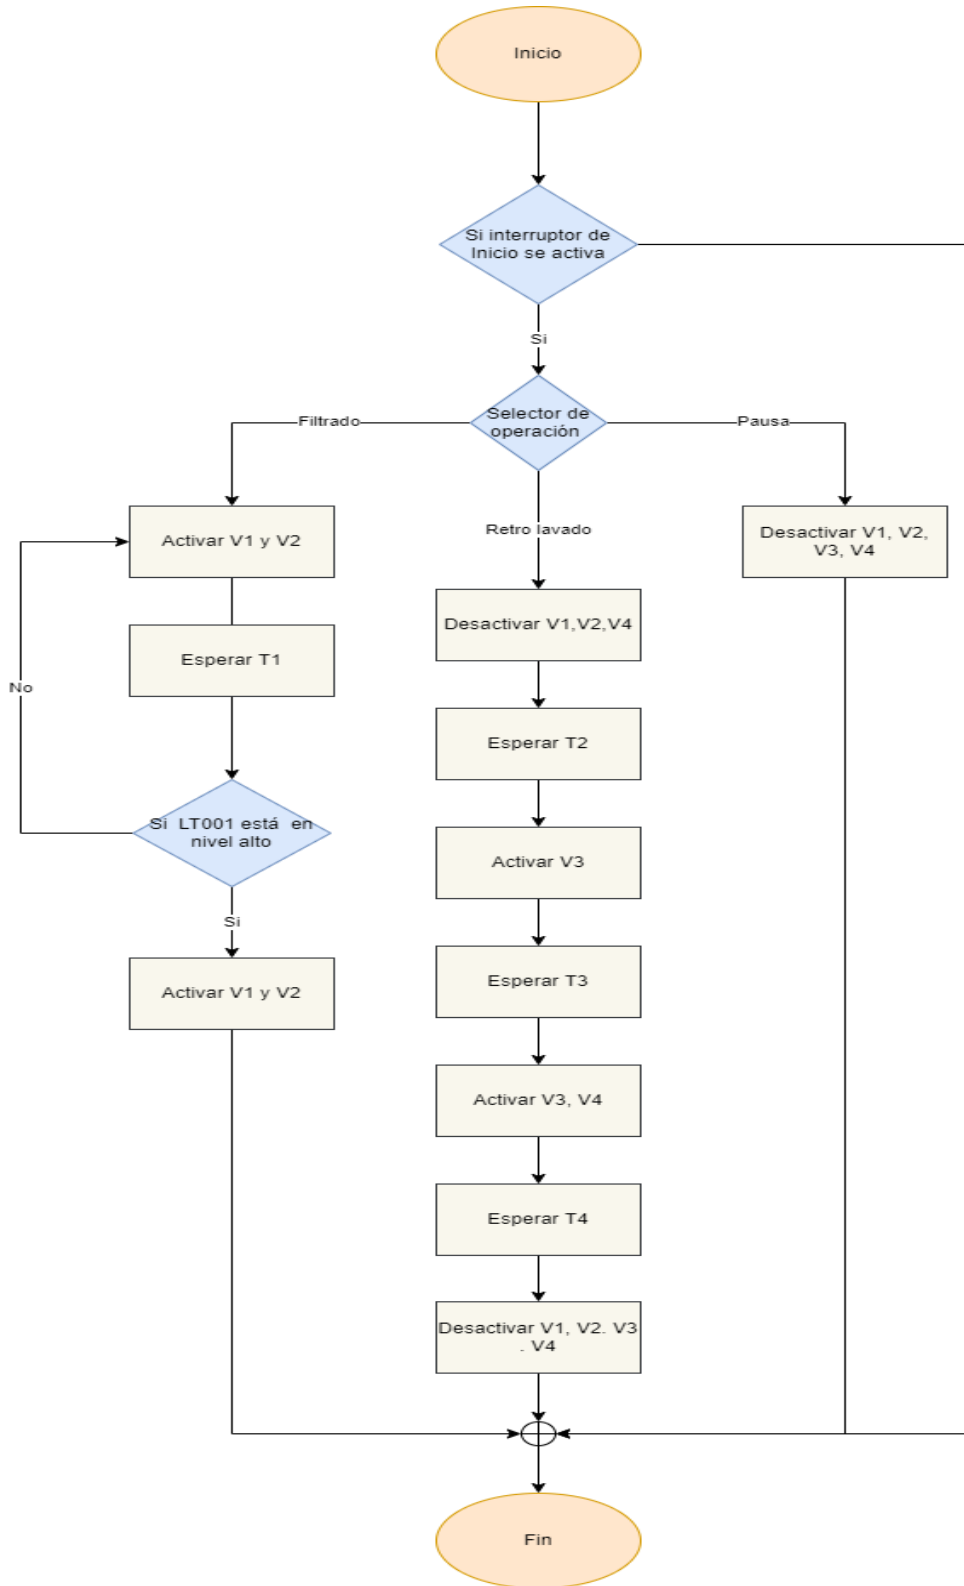 Inicio
Si interruptor de
Inicio se activa
Si
Selector de
operación
Filtrado
Pausa
Retro lavado
Activar V1 y V2
Desactivar V1, V2,
V3, V4
Desactivar V1,V2,V4
Esperar T1
No
Esperar T2
Si LT001 está en
nivel alto
Activar V3
Si
Activar V1 y V2
Esperar T3
Activar V3, V4
Esperar T4
Desactivar V1, V2. V3
. V4
Fin